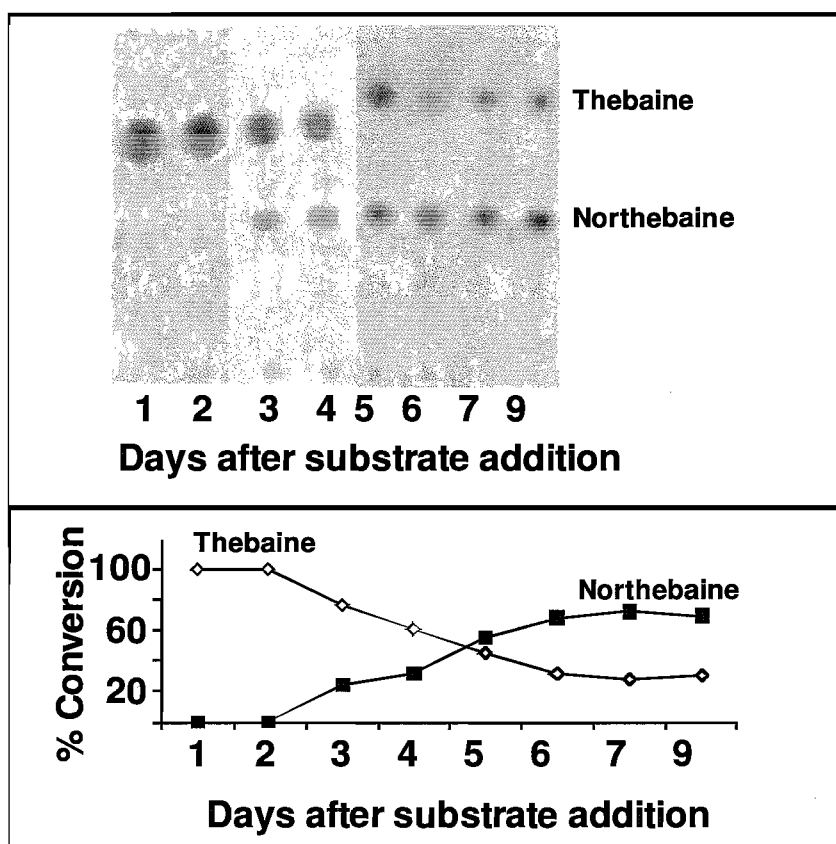 Thebaine
Northebaine
1 2 3 4 5 6 7 9
Days after substrate addition
% Conversion
100
60
20
Thebaine
Northebaine
1 2 3 4 5 6 7 9
Days after substrate addition